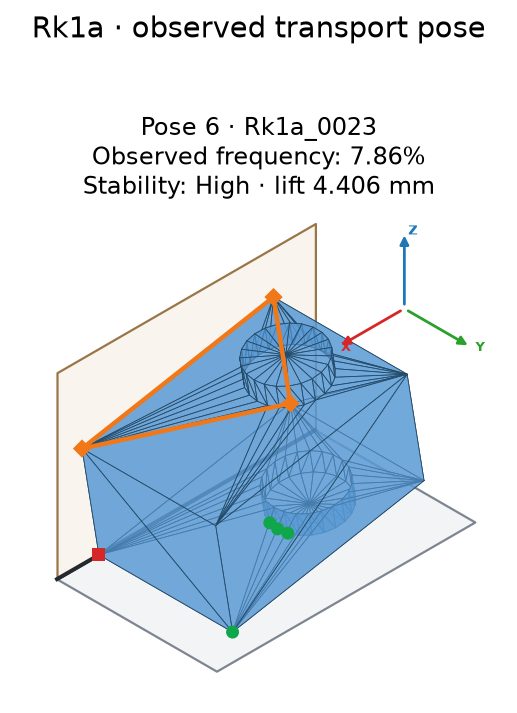 Rk1a · observed transport pose
Pose 6 · Rk1a_0023
Observed frequency: 7.86%
Stability: High · lift 4.406 mm
Z
X
Y